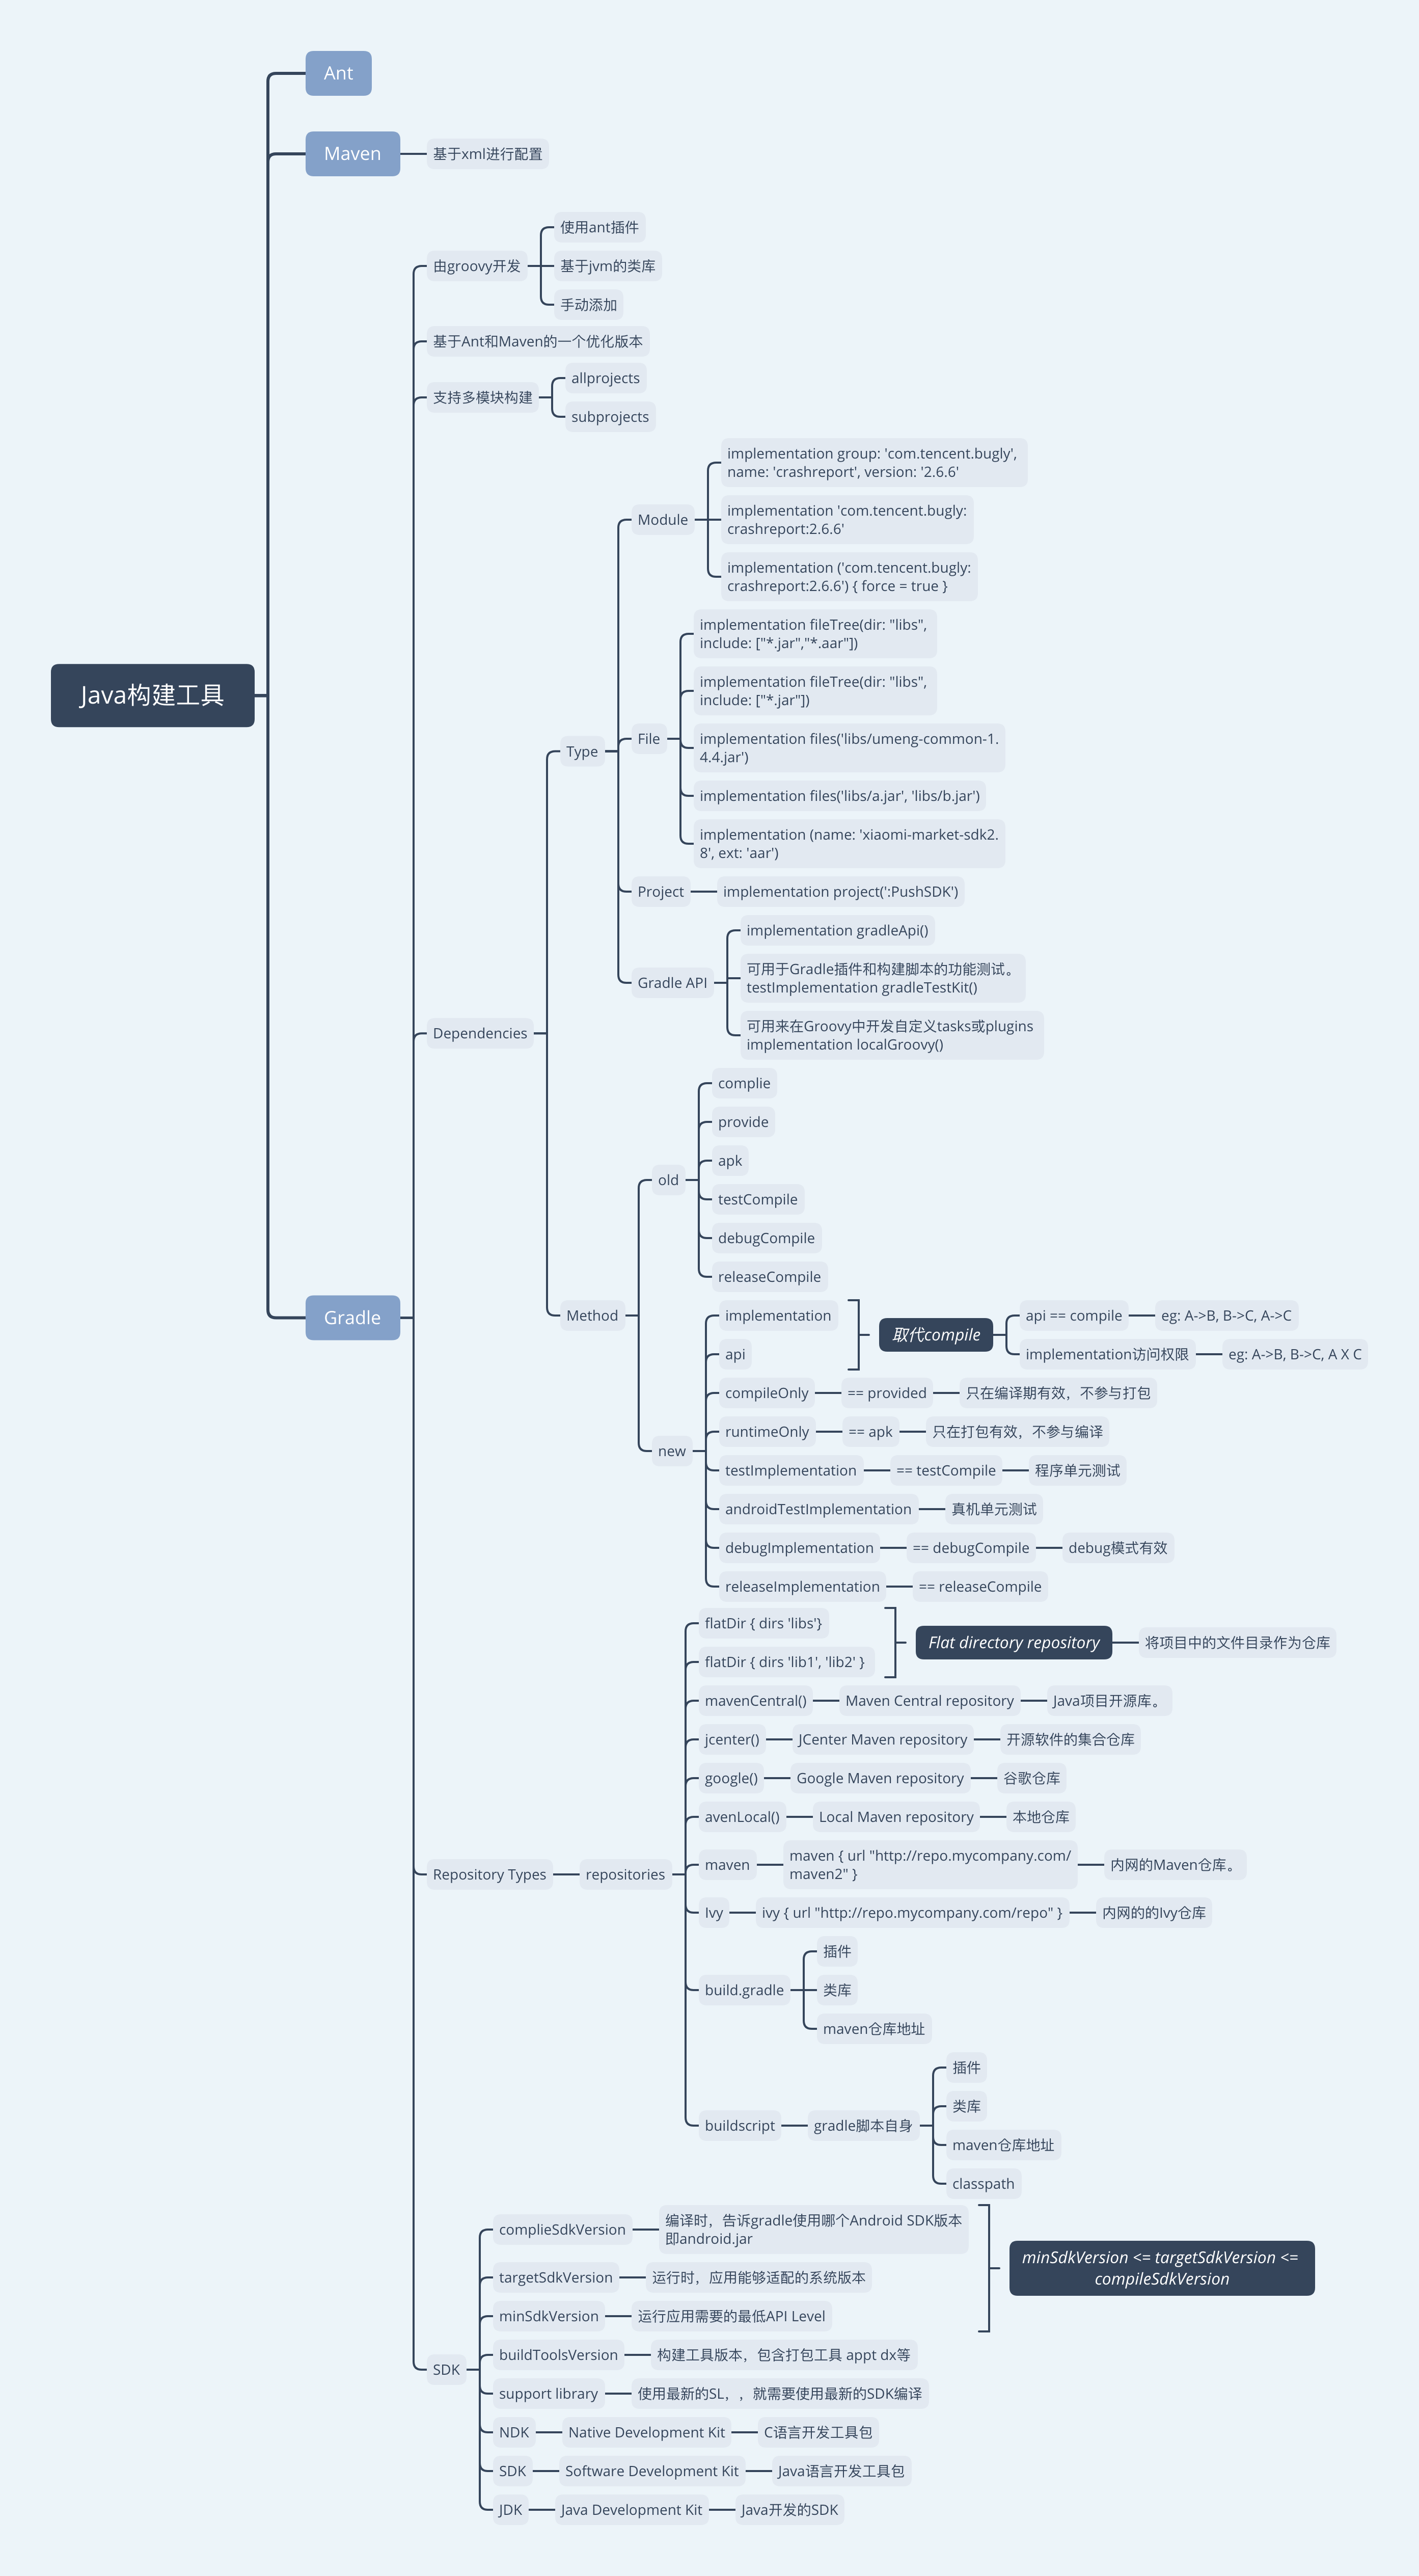 Ant
Maven
基于xml进行配置
使用ant插件
由groovy开发
基于jvm的类库
手动添加
基于Ant和Maven的一个优化版本
allprojects
支持多模块构建
subprojects
implementation group: 'com.tencent.bugly',
name: 'crashreport', version: '2.6.6'
Module
implementation 'com.tencent.bugly:
crashreport:2.6.6'
implementation ('com.tencent.bugly:
crashreport:2.6.6') { force = true }
implementation fileTree(dir: "libs",
include: ["*.jar","*.aar"])
Java构建工具
implementation fileTree(dir: "libs",
include: ["*.jar"])
Type
File
implementation files('libs/umeng-common-1.
4.4.jar')
implementation files('libs/a.jar', 'libs/b.jar')
implementation (name: 'xiaomi-market-sdk2.
8', ext: 'aar')
Project
implementation project(':PushSDK')
implementation gradleApi()
Gradle API
可用于Gradle插件和构建脚本的功能测试。
testImplementation gradleTestKit()
可用来在Groovy中开发自定义tasks或plugins
implementation localGroovy()
Dependencies
complie
provide
apk
old
testCompile
debugCompile
releaseCompile
Gradle
Method
implementation
取代compile
api == compile
eg: A->B, B->C, A->C
api
implementation访问权限
eg: A->B, B->C, A X C
compileOnly
== provided
只在编译期有效，不参与打包
runtimeOnly
== apk
只在打包有效，不参与编译
new
testImplementation
== testCompile
程序单元测试
androidTestImplementation
真机单元测试
debugImplementation
== debugCompile
debug模式有效
releaseImplementation
== releaseCompile
flatDir { dirs 'libs'}
Flat directory repository
将项目中的文件目录作为仓库
flatDir { dirs 'lib1', 'lib2' }
mavenCentral()
Maven Central repository
Java项目开源库。
jcenter()
JCenter Maven repository
开源软件的集合仓库
google()
Google Maven repository
谷歌仓库
avenLocal()
Local Maven repository
本地仓库
Repository Types
repositories
maven
maven { url "http://repo.mycompany.com/
maven2" }
内网的Maven仓库。
Ivy
ivy { url "http://repo.mycompany.com/repo" }
内网的的Ivy仓库
插件
build.gradle
类库
maven仓库地址
插件
类库
buildscript
gradle脚本自身
maven仓库地址
classpath
complieSdkVersion
编译时，告诉gradle使用哪个Android SDK版本
即android.jar
minSdkVersion <= targetSdkVersion <=
compileSdkVersion
targetSdkVersion
运行时，应用能够适配的系统版本
minSdkVersion
运行应用需要的最低API Level
buildToolsVersion
构建工具版本，包含打包工具 appt dx等
SDK
support library
使用最新的SL，，就需要使用最新的SDK编译
NDK
Native Development Kit
C语言开发工具包
SDK
Software Development Kit
Java语言开发工具包
JDK
Java Development Kit
Java开发的SDK